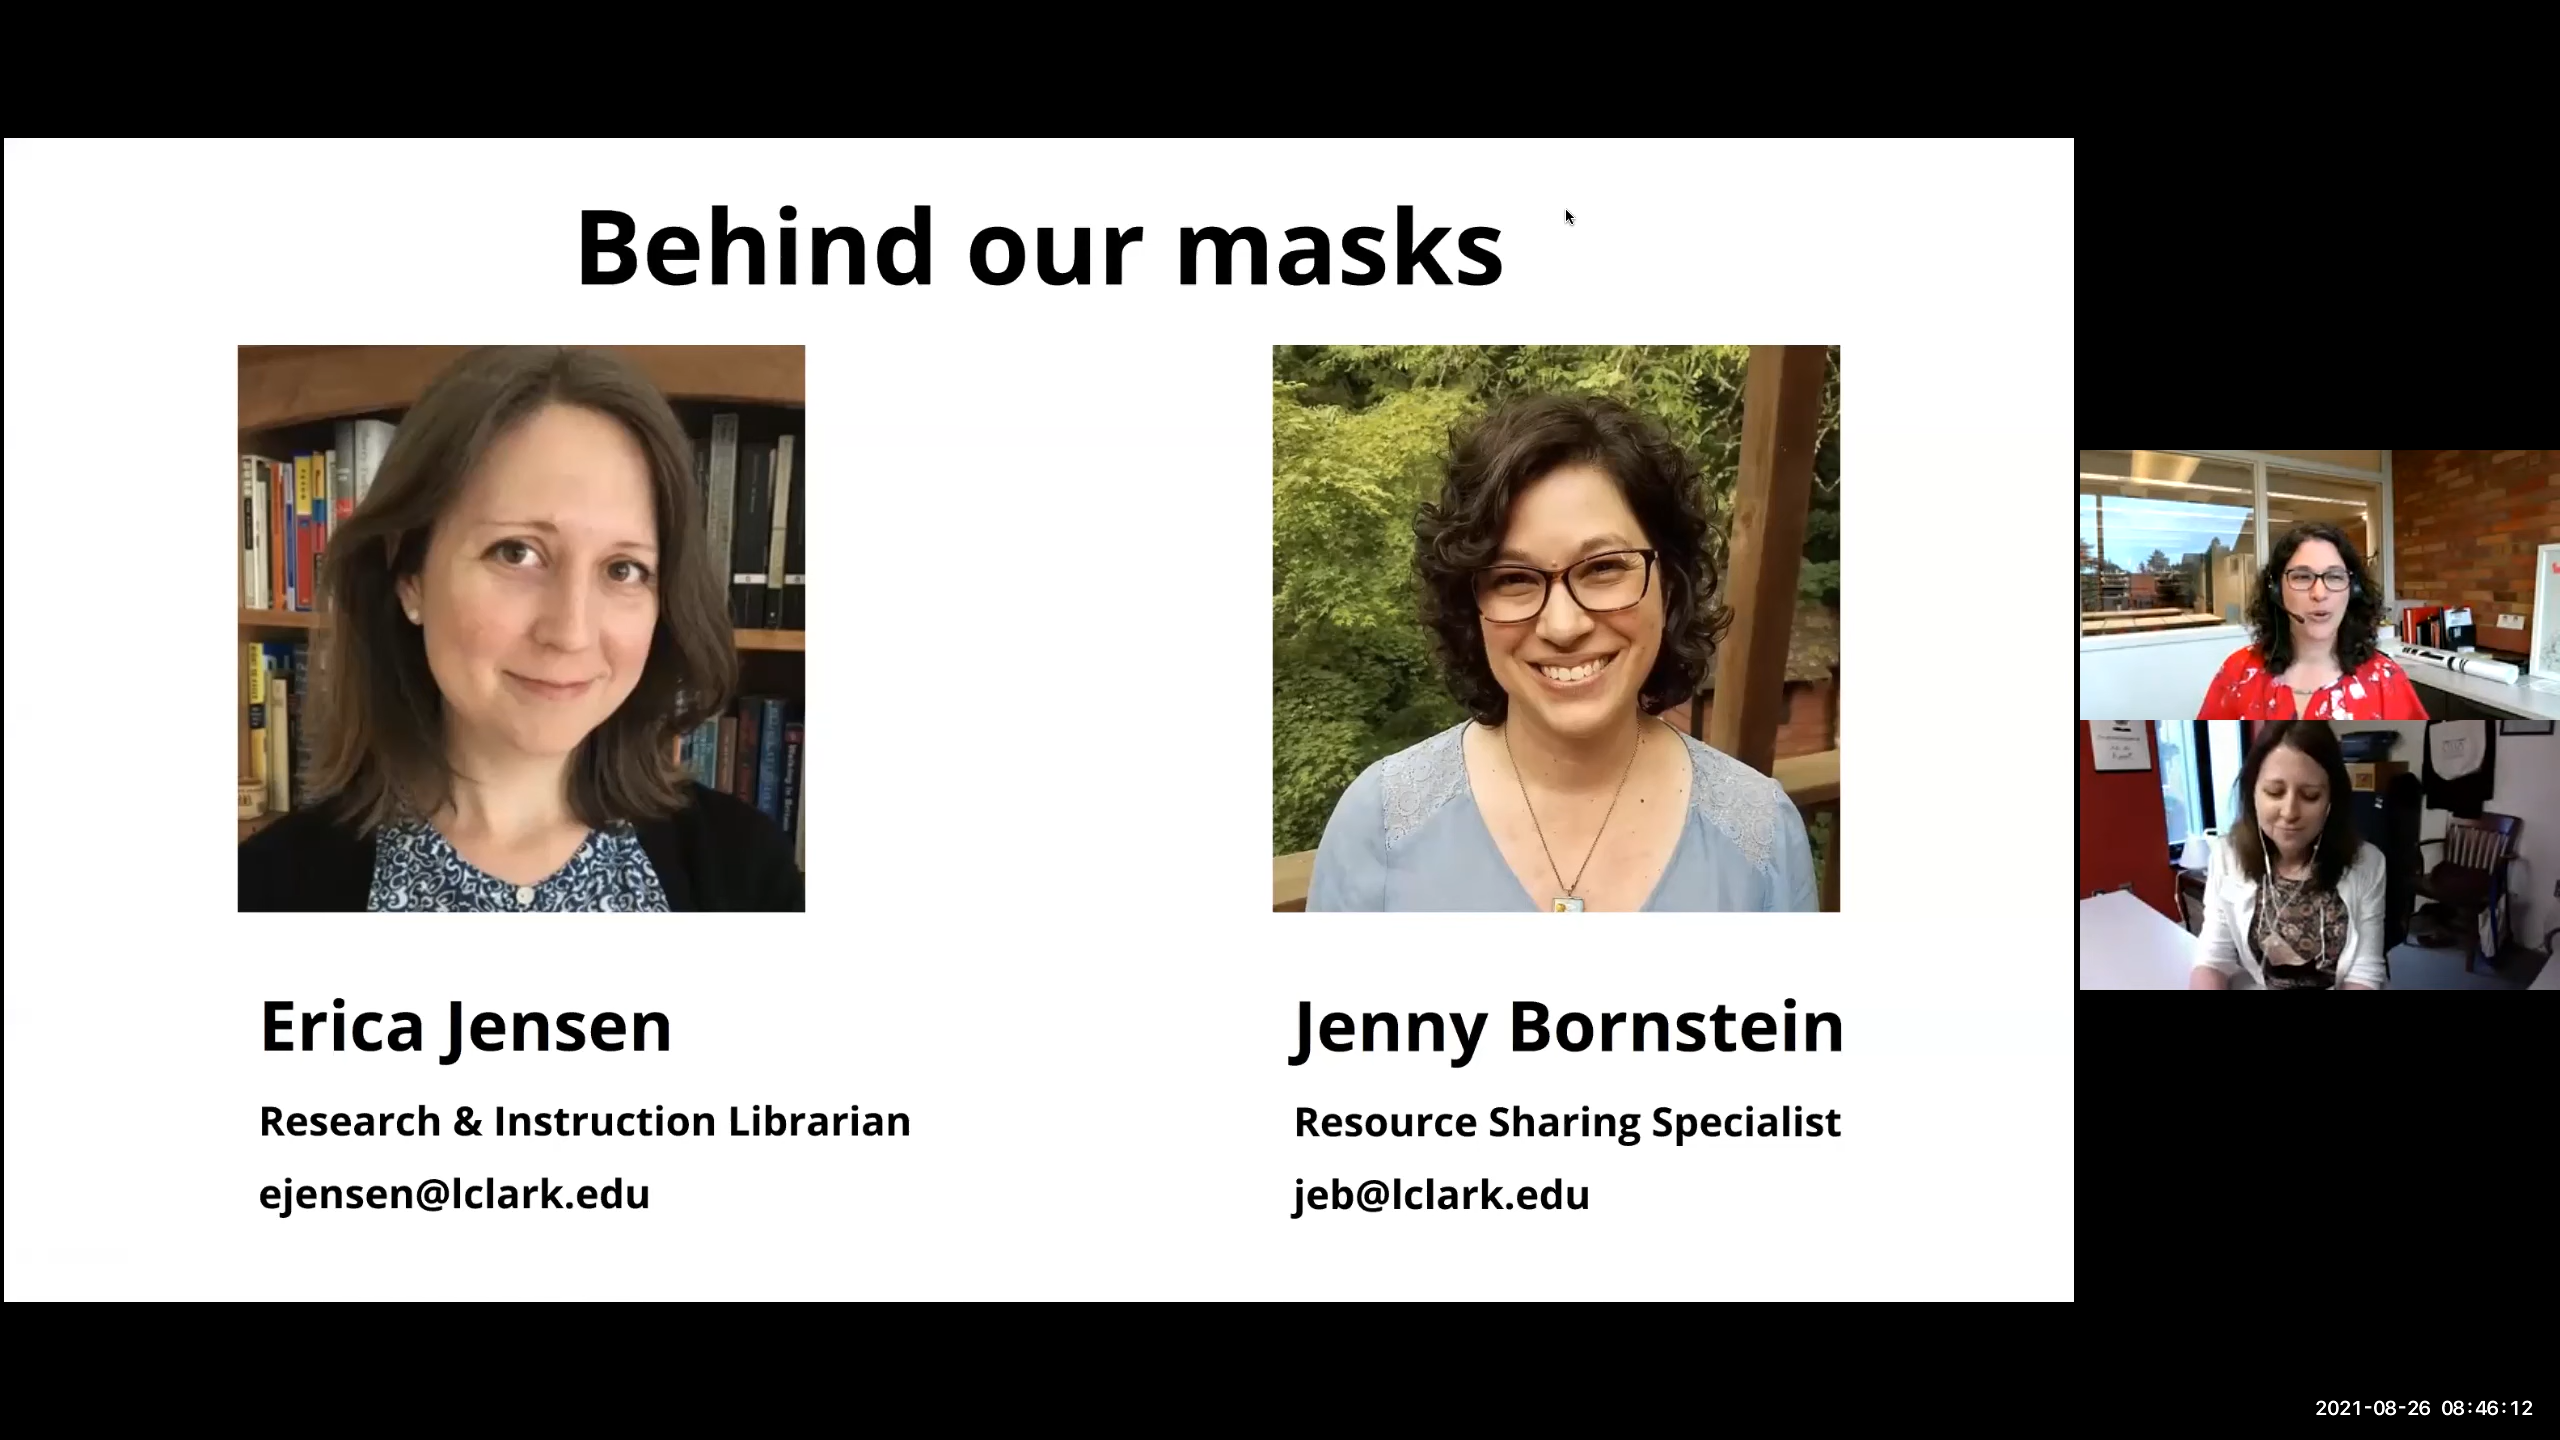 Behind our masks
Erica Jensen
Research & Instruction Librarian
ejensen@lclark.edu
Jenny Bornstein
Resource Sharing Specialist
jeb@lclark.edu
2021-08-26 08:46:12